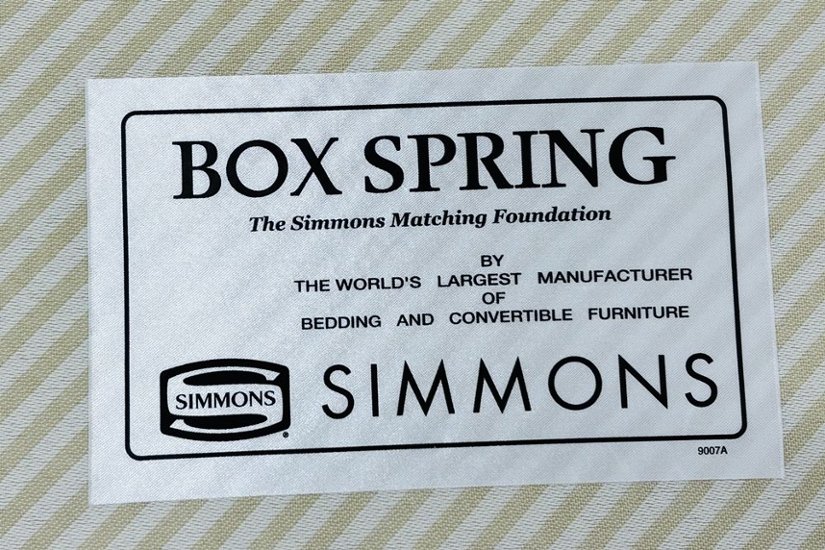 BOX SPRING
The Simmons Matching Foundation
BY
THE WORLD'S LARGEST MANUFACTURER
OF
BEDDING AND CONVERTIBLE FURNITURE
SIMMONS
SIMMONS
9007A